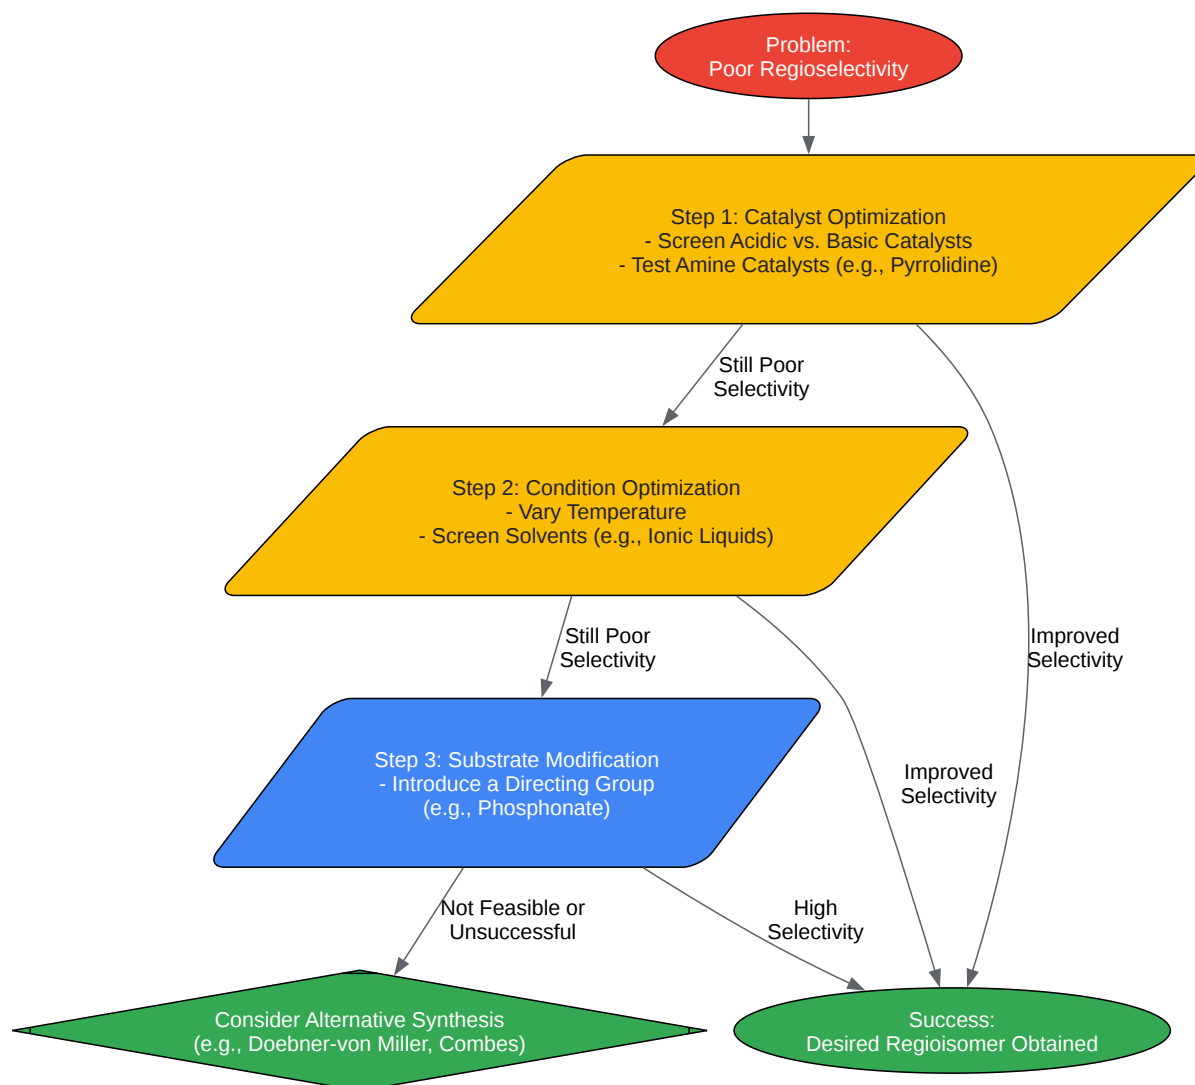 Problem:
Poor Regioselectivity
Step 1: Catalyst Optimization
- Screen Acidic vs. Basic Catalysts
- Test Amine Catalysts (e.g., Pyrrolidine)
Still Poor
Selectivity
Step 2: Condition Optimization
- Vary Temperature
- Screen Solvents (e.g., Ionic Liquids)
Still Poor
Selectivity
Improved
Selectivity
Step 3: Substrate Modification
- Introduce a Directing Group
(e.g., Phosphonate)
Improved
Selectivity
Not Feasible or
Unsuccessful
High
Selectivity
Consider Alternative Synthesis
(e.g., Doebner-von Miller, Combes)
Success:
Desired Regioisomer Obtained